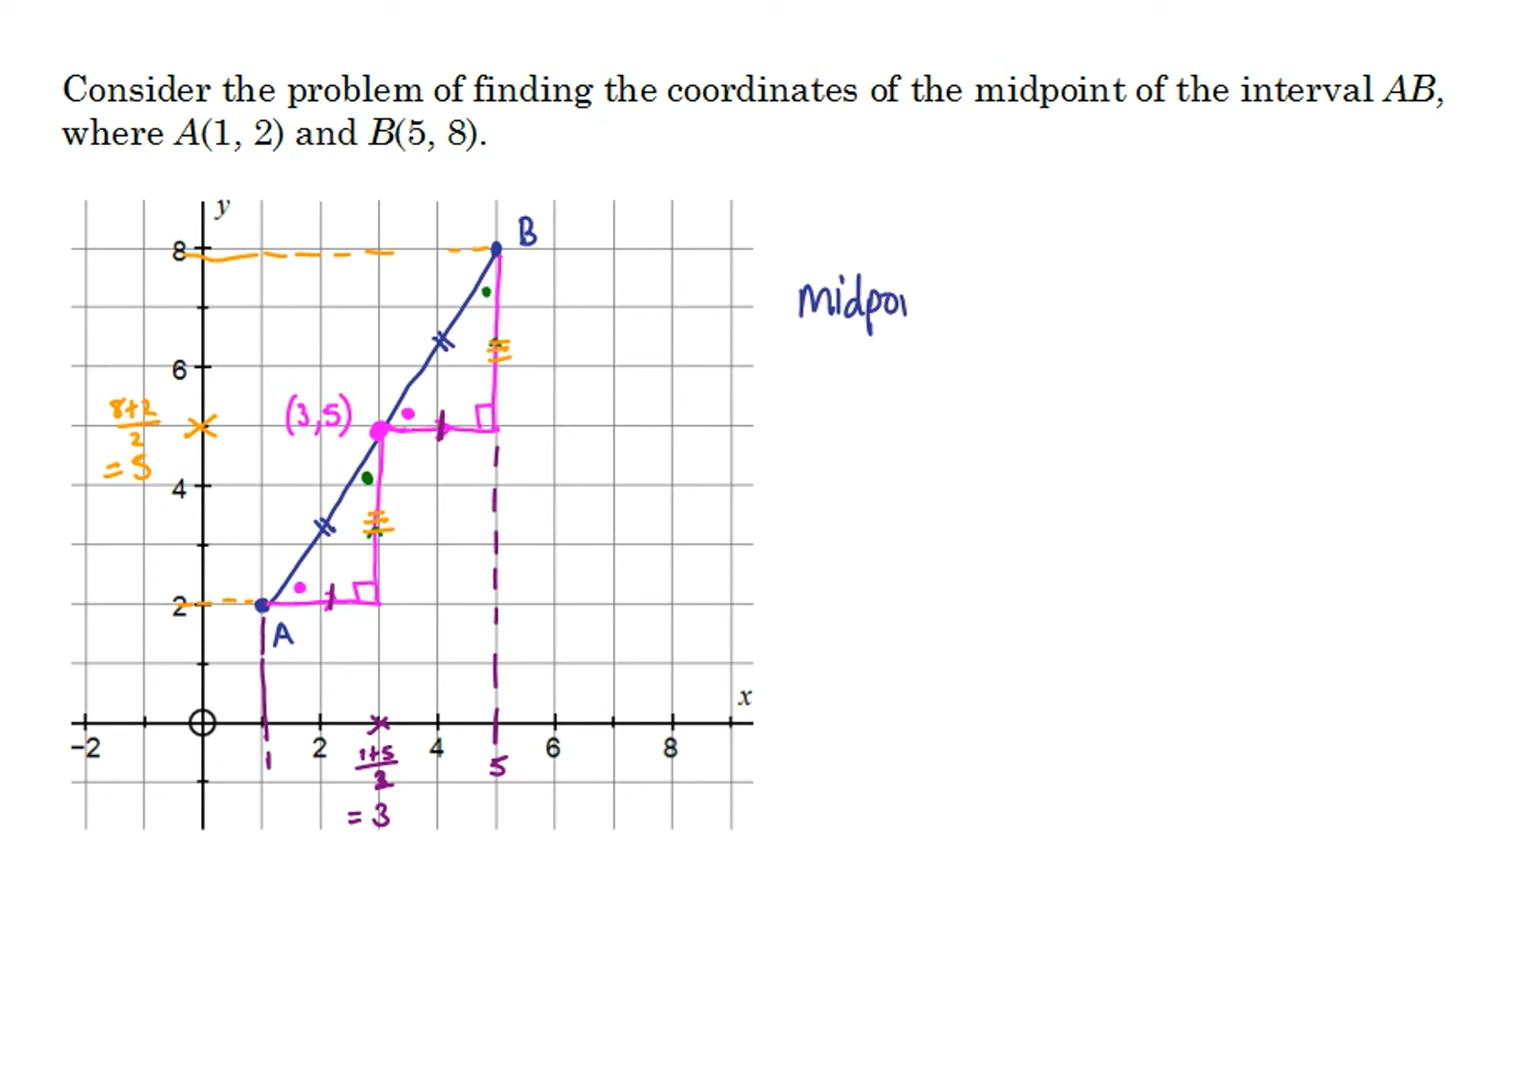 Consider the problem of finding the coordinates of the midpoint of the interval AB,
where A(1, 2) and B(5, 8).
y
B
8
midpoi
6
8+2
2
= 5
(3,5)
4
2
A
x
-2
1
2
1+5
2
= 3
4
5
6
8